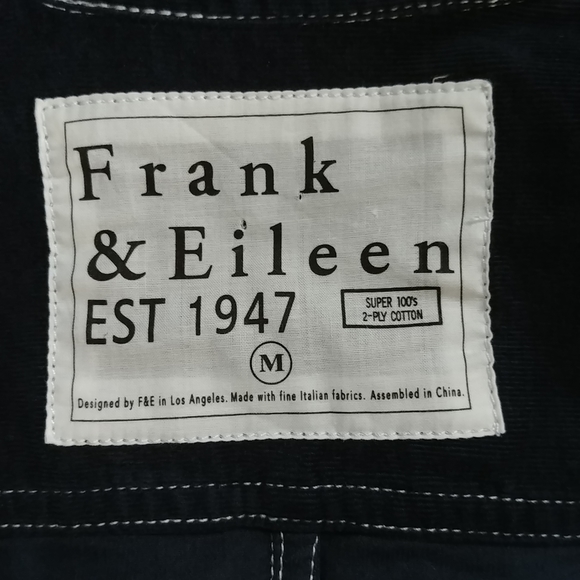 Frank
& Eileen
EST 1947
SUPER 100's
2-PLY COTTON
M
Designed by F&E in Los Angeles. Made with fine Italian fabrics. Assembled in China.